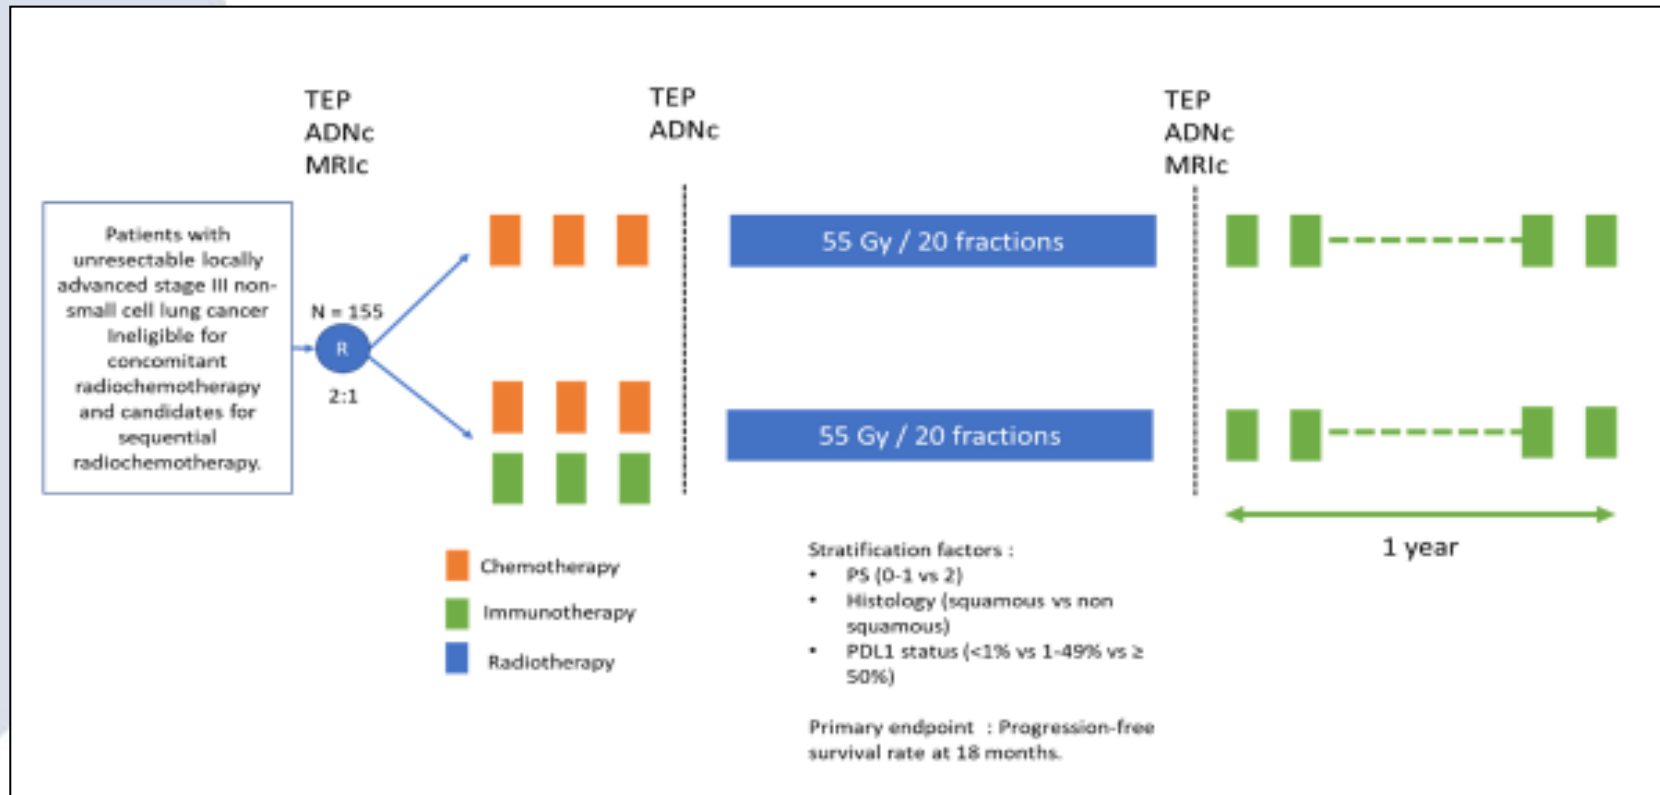 TEP
ADNc
MRIc
TEP
ADNc
TEP
ADNc
MRIc
Patients with
unresectable locally
advanced stage III non-
small cell lung cancer
Ineligible for
concomitant
radiochemotherapy
and candidates for
sequential
radiochemotherapy.
N = 155
R
2:1
55 Gy / 20 fractions
55 Gy / 20 fractions
1 year
Chemotherapy
Immunotherapy
Radiotherapy
Stratification factors :
• PS (0-1 vs 2)
• Histology (squamous vs non
squamous)
• PDL1 status (<1% vs 1-49% vs ≥
50%)
Primary endpoint : Progression-free
survival rate at 18 months.